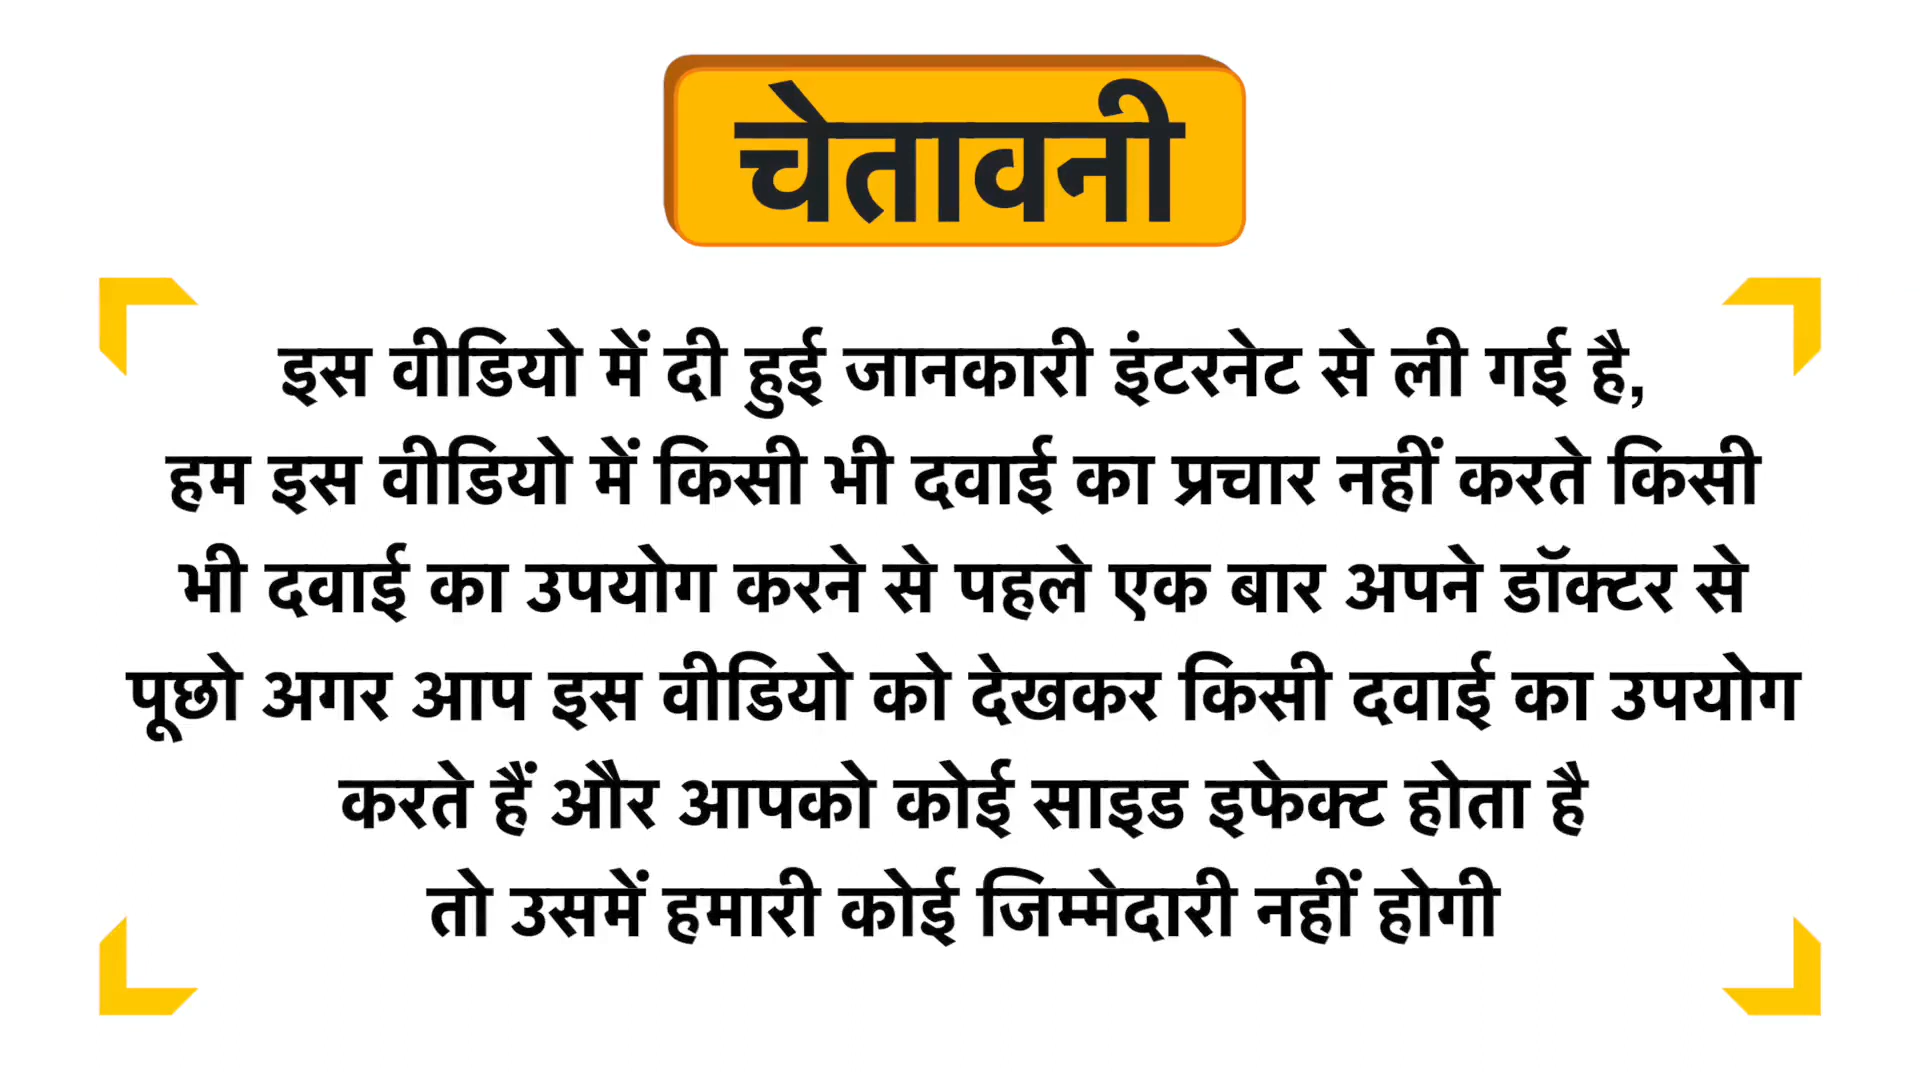 चेतावनी
इस वीडियो में दी हुई जानकारी इंटरनेट से ली गई है,
हम इस वीडियो में किसी भी दवाई का प्रचार नहीं करते किसी
भी दवाई का उपयोग करने से पहले एक बार अपने डॉक्टर से
पूछो अगर आप इस वीडियो को देखकर किसी दवाई का उपयोग
करते हैं और आपको कोई साइड इफेक्ट होता है
तो उसमें हमारी कोई जिम्मेदारी नहीं होगी